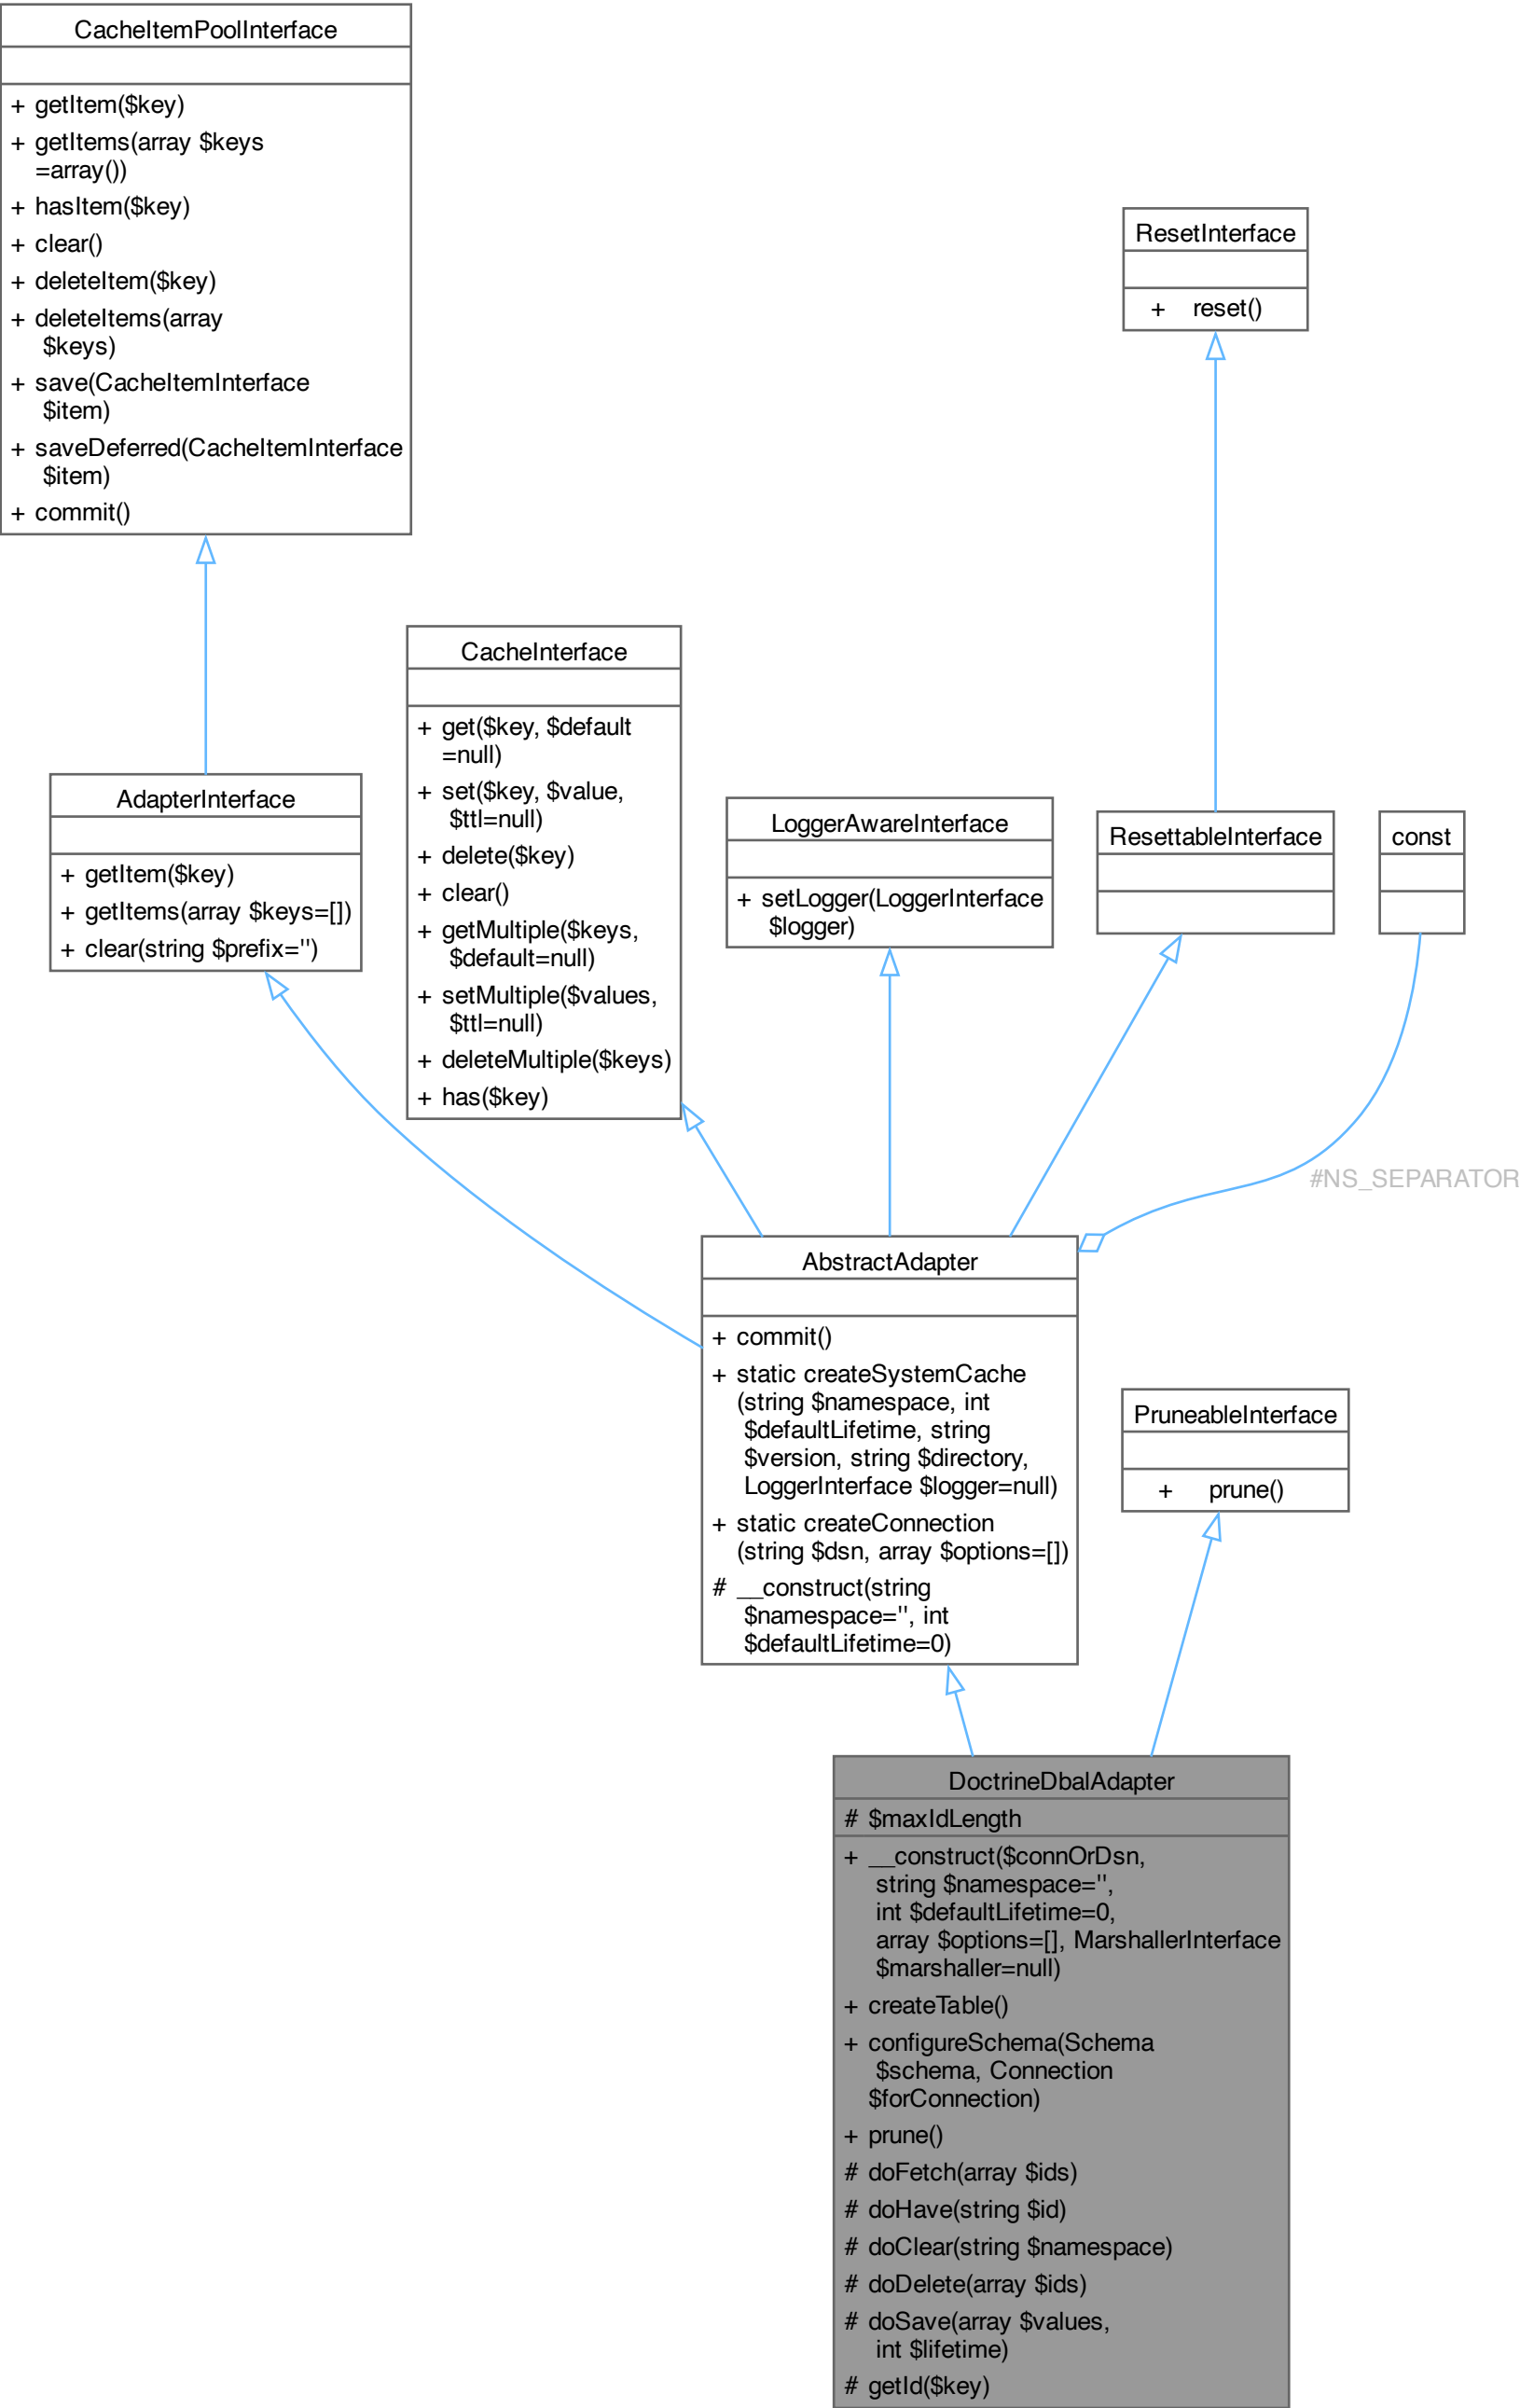 CacheItemPoolInterface
+ getItem($key)
+ getItems(array $keys
=array())
+ hasItem($key)
+ clear()
+ deleteItem($key)
+ deleteItems(array
$keys)
+ save(CacheItemInterface
$item)
+ saveDeferred(CacheItemInterface
$item)
+ commit()
ResetInterface
+ reset()
CacheInterface
+ get($key, $default
=null)
+ set($key, $value,
$ttl=null)
+ delete($key)
+ clear()
+ getMultiple($keys,
$default=null)
+ setMultiple($values,
$ttl=null)
+ deleteMultiple($keys)
+ has($key)
AdapterInterface
+ getItem($key)
+ getItems(array $keys=[])
+ clear(string $prefix='')
LoggerAwareInterface
+ setLogger(LoggerInterface
$logger)
ResettableInterface
const
#NS_SEPARATOR
AbstractAdapter
+ commit()
+ static createSystemCache
(string $namespace, int
$defaultLifetime, string
$version, string $directory,
LoggerInterface $logger=null)
+ static createConnection
(string $dsn, array $options=[])
# __construct(string
$namespace='', int
$defaultLifetime=0)
PruneableInterface
+ prune()
DoctrineDbalAdapter
# $maxIdLength
+ __construct($connOrDsn,
string $namespace='',
int $defaultLifetime=0,
array $options=[], MarshallerInterface
$marshaller=null)
+ createTable()
+ configureSchema(Schema
$schema, Connection
$forConnection)
+ prune()
# doFetch(array $ids)
# doHave(string $id)
# doClear(string $namespace)
# doDelete(array $ids)
# doSave(array $values,
int $lifetime)
# getId($key)